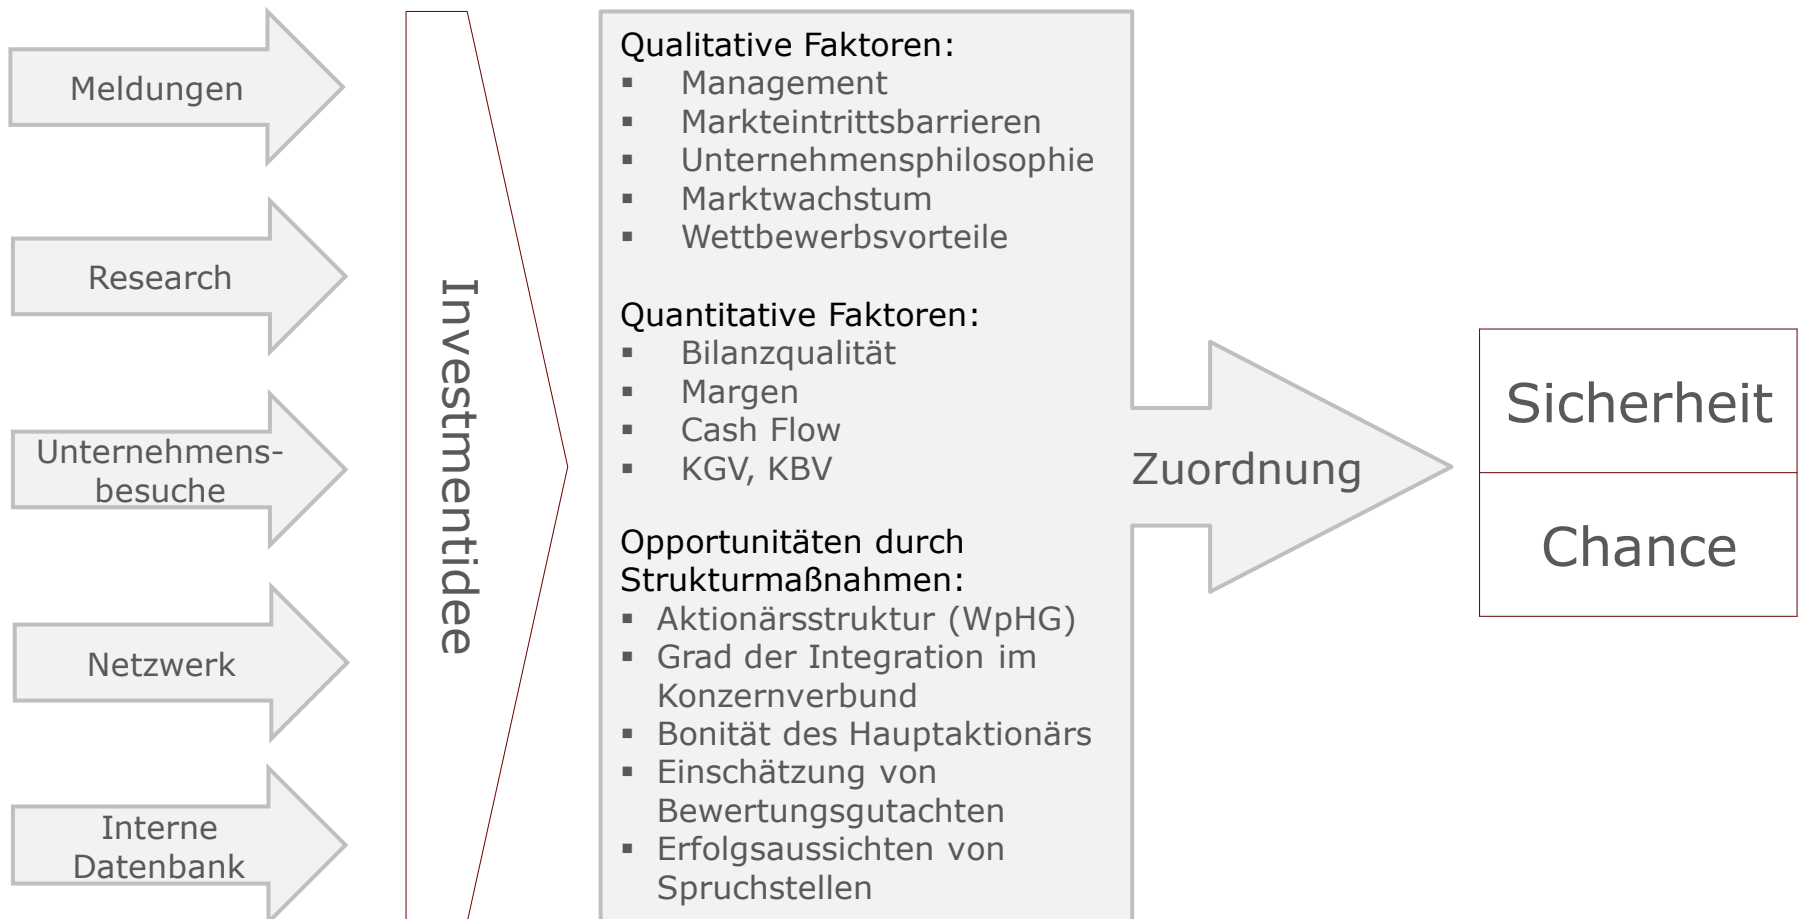 Meldungen
Research
Unternehmens-
besuche
Netzwerk
Interne
Datenbank
Investmentidee
Qualitative Faktoren:
▪ Management
▪ Markteintrittsbarrieren
▪ Unternehmensphilosophie
▪ Marktwachstum
▪ Wettbewerbsvorteile
Quantitative Faktoren:
▪ Bilanzqualität
▪ Margen
▪ Cash Flow
▪ KGV, KBV
Opportunitäten durch
Strukturmaßnahmen:
▪ Aktionärsstruktur (WpHG)
▪ Grad der Integration im
Konzernverbund
▪ Bonität des Hauptaktionärs
▪ Einschätzung von
Bewertungsgutachten
▪ Erfolgsaussichten von
Spruchstellen
Zuordnung
Sicherheit
Chance